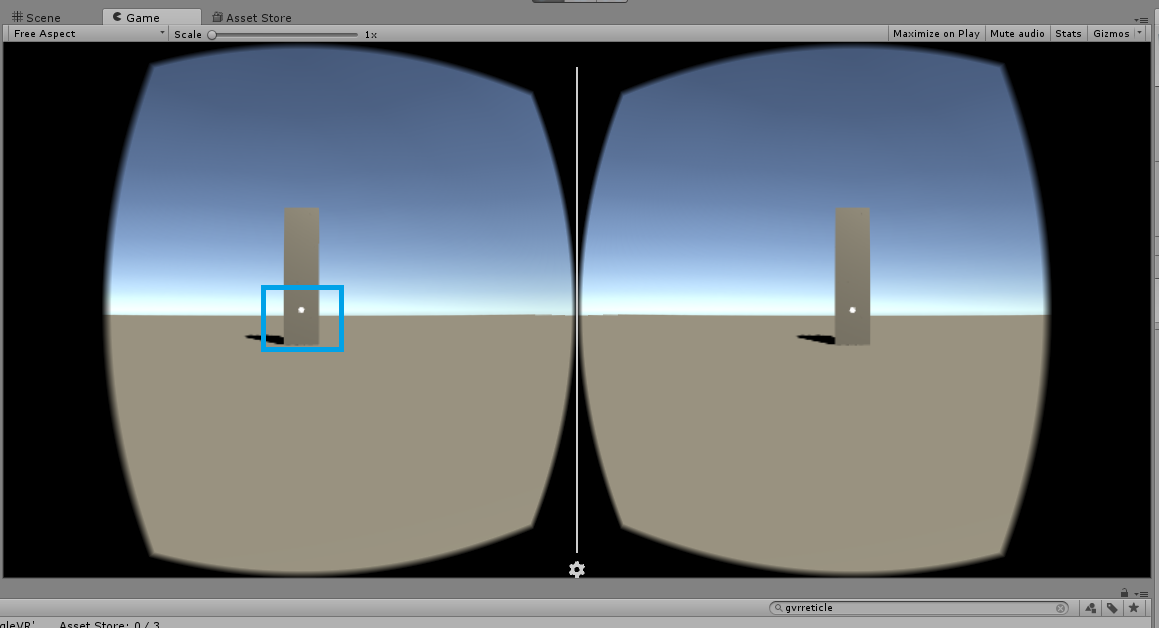 Scene Game Asset Store
Free Aspect Scale 1x Maximize on Play Mute audio Stats Gizmos
gvrreticle
gleVR' Asset Store: 0 / 3